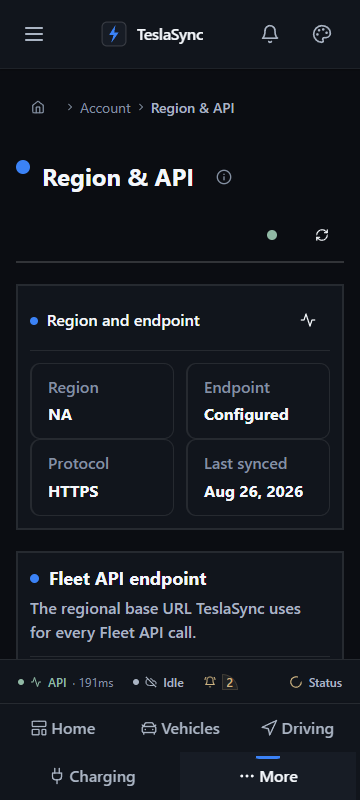 TeslaSync
Account > Region & API
Region & API
Region and endpoint
Region
NA
Endpoint
Configured
Protocol
HTTPS
Last synced
Aug 26, 2026
Fleet API endpoint
The regional base URL TeslaSync uses
for every Fleet API call.
API · 191ms Idle 2 Status
Home Vehicles Driving
Charging More